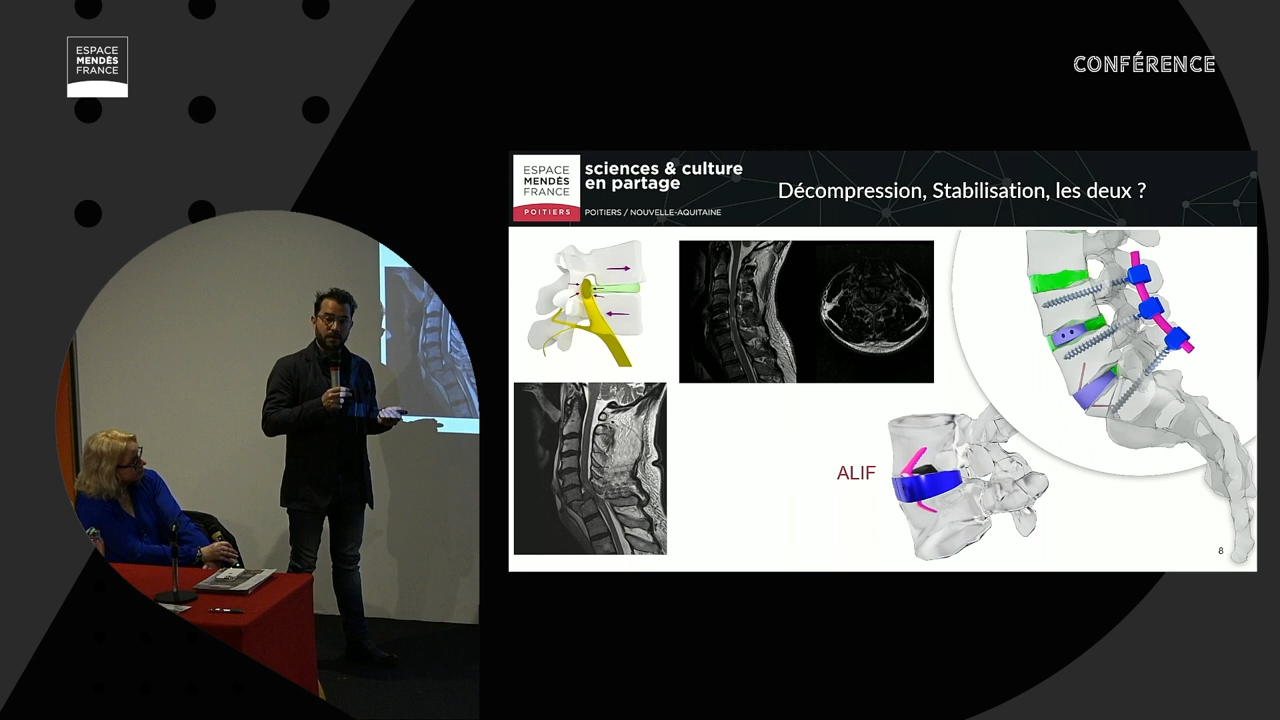 ESPACE
MENDÈS
FRANCE
CONFÉRENCE
ESPACE
MENDÈS
FRANCE
POITIERS
sciences & culture
en partage
POITIERS / NOUVELLE-AQUITAINE
Décompression, Stabilisation, les deux ?
ALIF
8